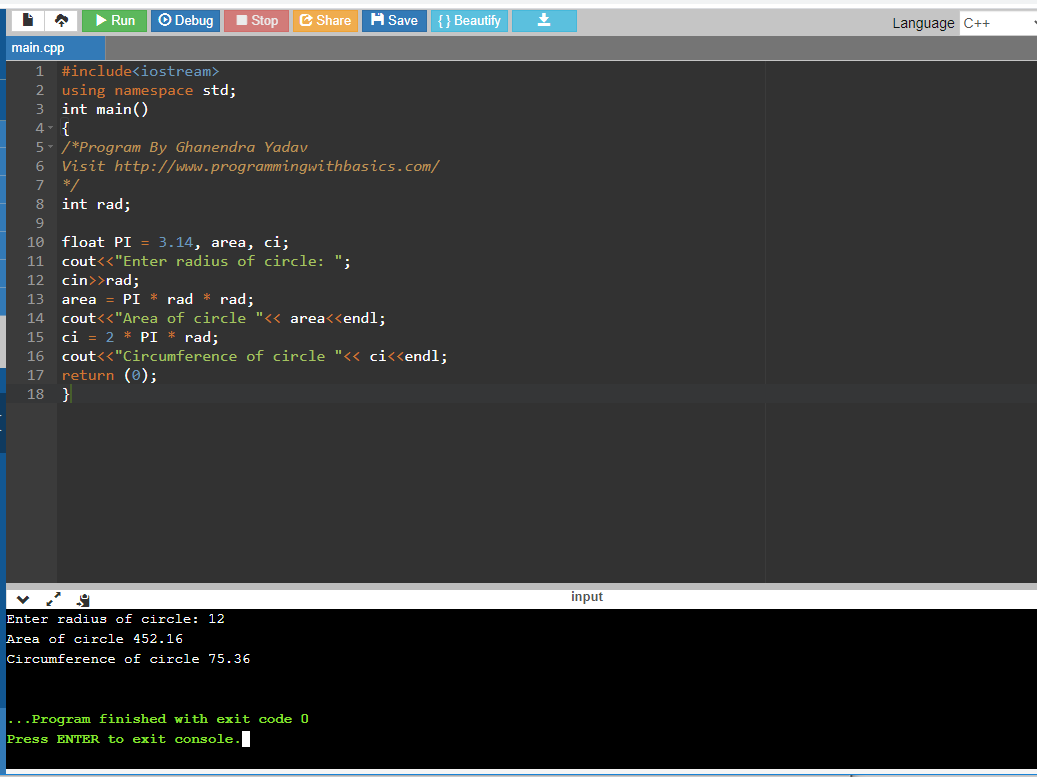 Run Debug Stop Share Save { } Beautify Language C++
main.cpp
1 #include<iostream>
2 using namespace std;
3 int main()
4 {
5 /*Program By Ghanendra Yadav
6 Visit http://www.programmingwithbasics.com/
7 */
8 int rad;
9
10 float PI = 3.14, area, ci;
11 cout<<"Enter radius of circle: ";
12 cin>>rad;
13 area = PI * rad * rad;
14 cout<<"Area of circle "<< area<<endl;
15 ci = 2 * PI * rad;
16 cout<<"Circumference of circle "<< ci<<endl;
17 return (0);
18 }
input
Enter radius of circle: 12
Area of circle 452.16
Circumference of circle 75.36
...Program finished with exit code 0
Press ENTER to exit console.